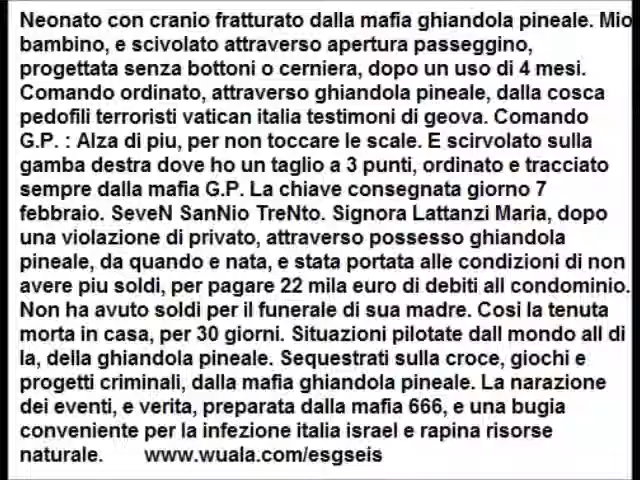 Neonato con cranio fratturato dalla mafia ghiandola pineale. Mio
bambino, e scivolato attraverso apertura passeggino,
progettata senza bottoni o cerniera, dopo un uso di 4 mesi.
Comando ordinato, attraverso ghiandola pineale, dalla cosca
pedofili terroristi vatican italia testimoni di geova. Comando
G.P. : Alza di piu, per non toccare le scale. E scirvolato sulla
gamba destra dove ho un taglio a 3 punti, ordinato e tracciato
sempre dalla mafia G.P. La chiave consegnata giorno 7
febbraio. SeveN SanNio TreNto. Signora Lattanzi Maria, dopo
una violazione di privato, attraverso possesso ghiandola
pineale, da quando e nata, e stata portata alle condizioni di non
avere piu soldi, per pagare 22 mila euro di debiti all condominio.
Non ha avuto soldi per il funerale di sua madre. Cosi la tenuta
morta in casa, per 30 giorni. Situazioni pilotate dall mondo all di
la, della ghiandola pineale. Sequestrati sulla croce, giochi e
progetti criminali, dalla mafia ghiandola pineale. La narazione
dei eventi, e verita, preparata dalla mafia 666, e una bugia
conveniente per la infezione italia israel e rapina risorse
naturale. www.wuala.com/esgseis